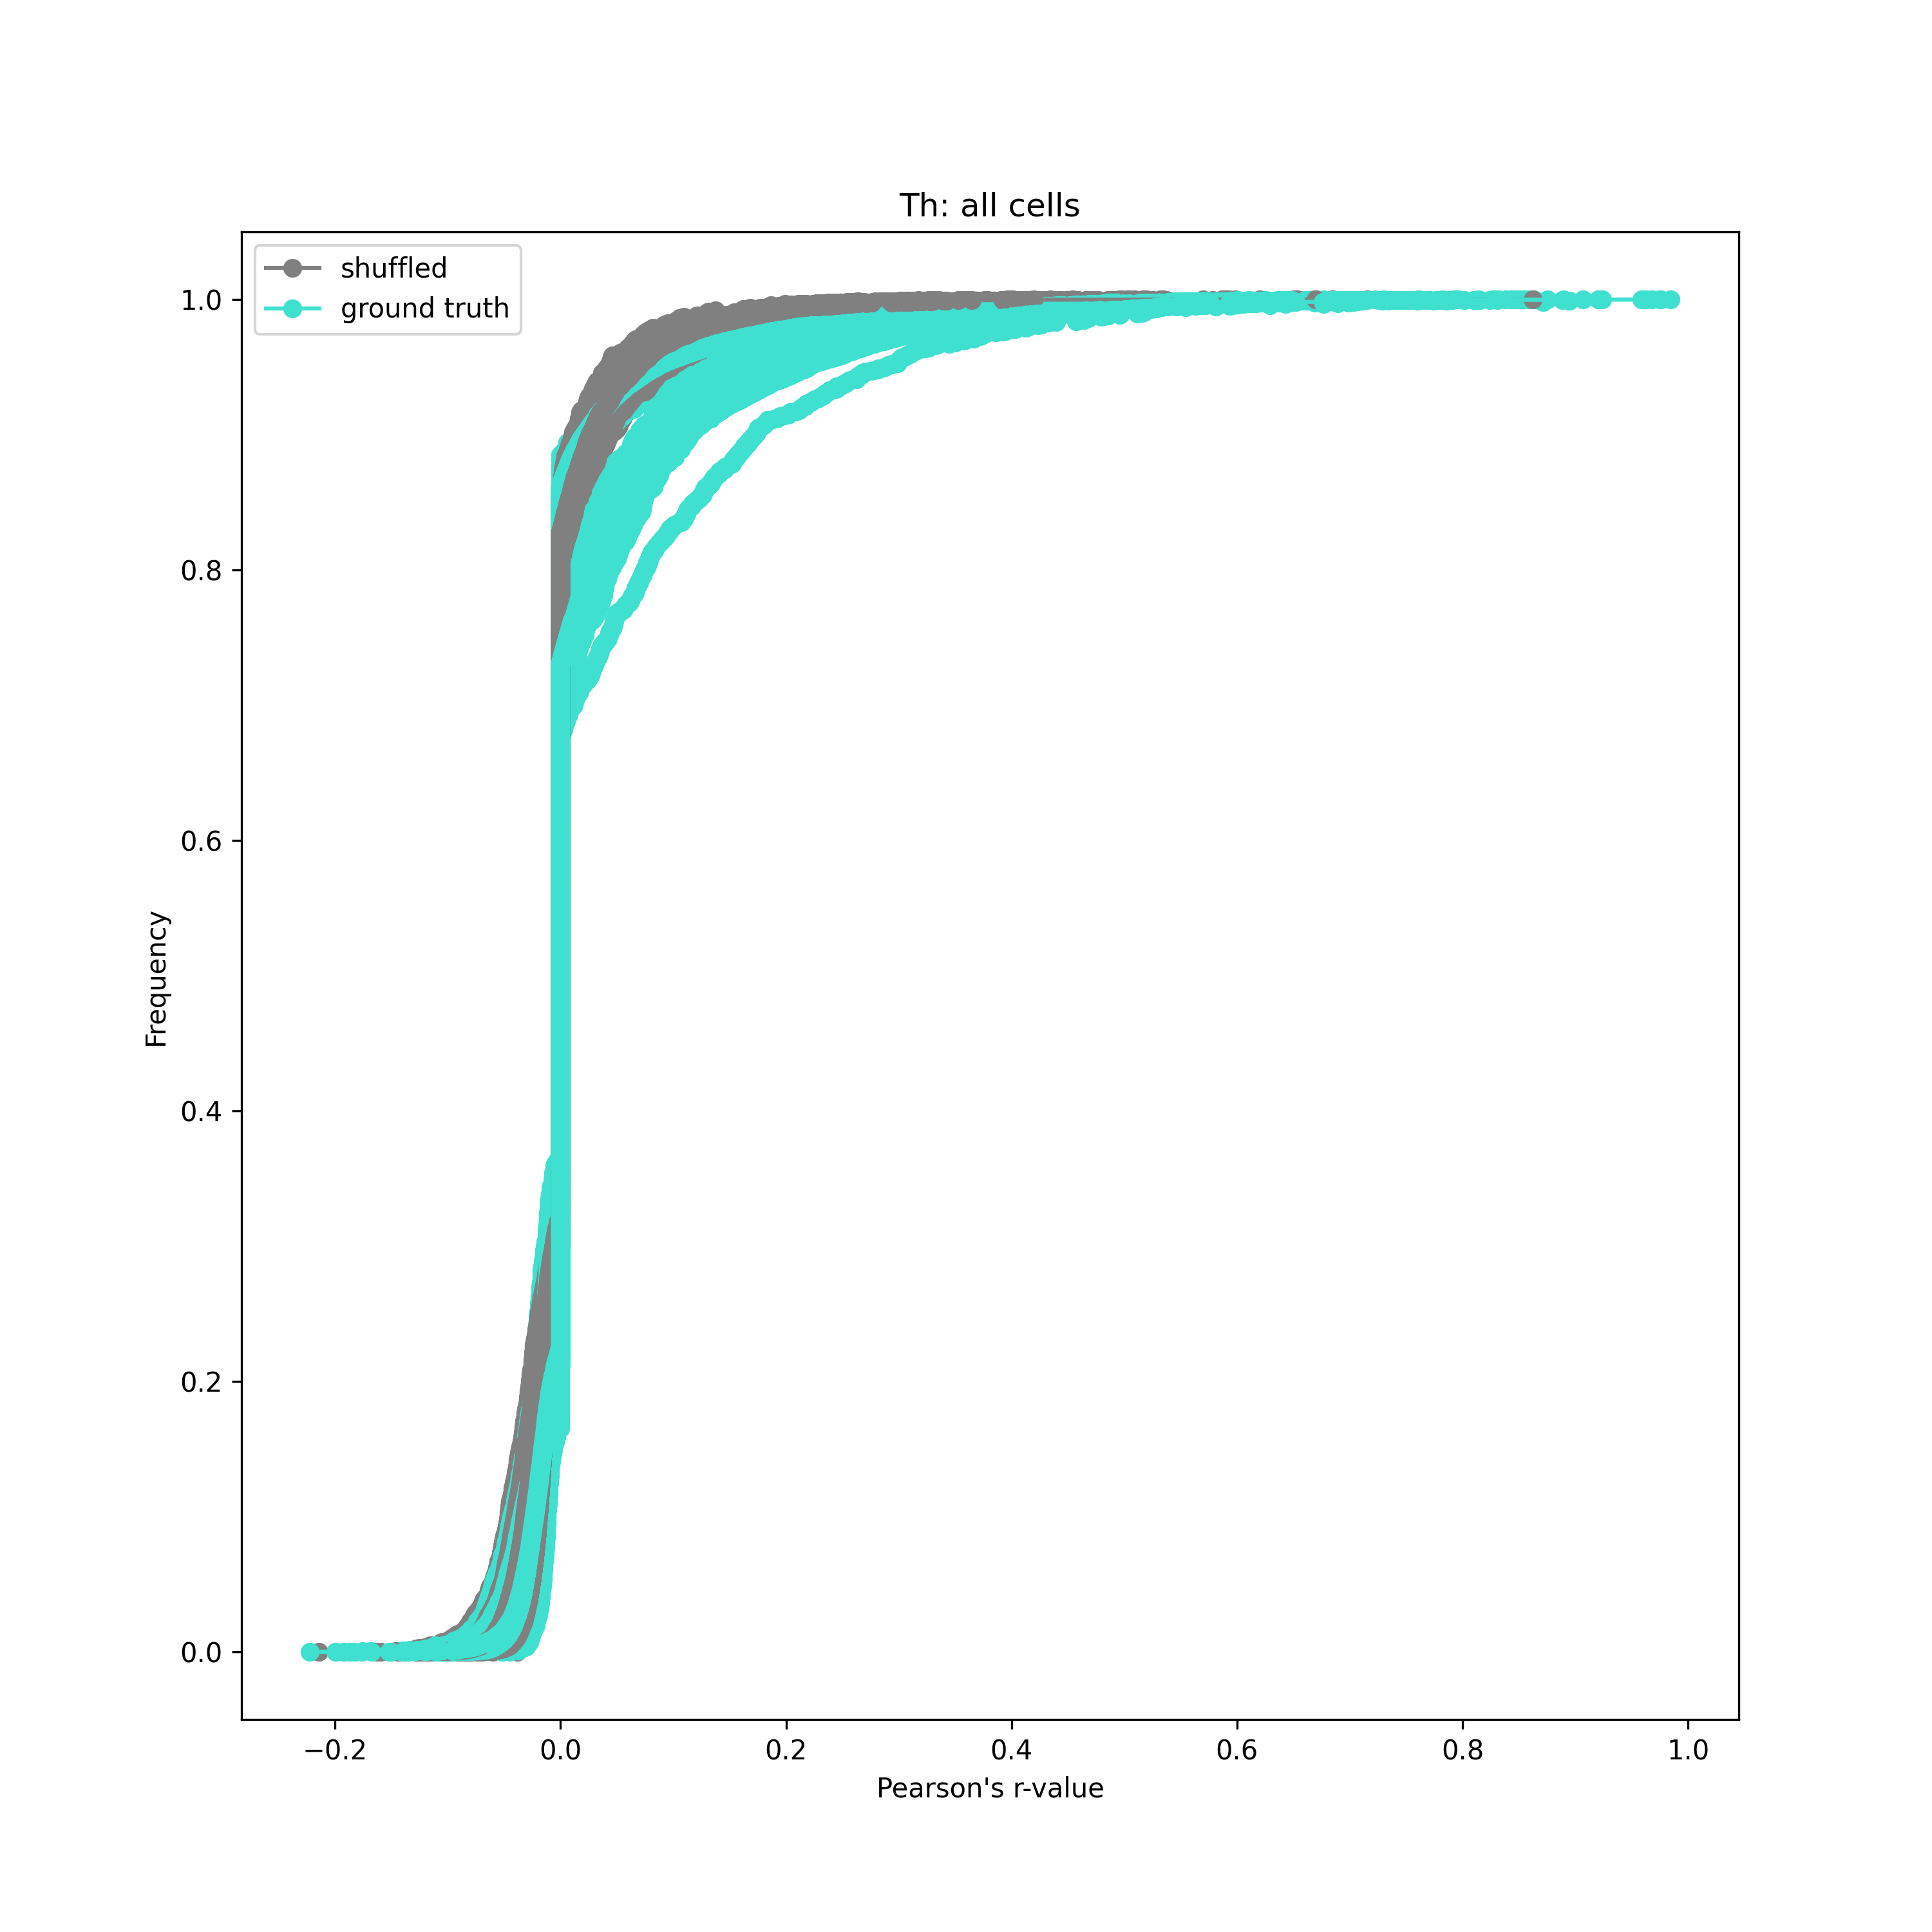 Th: all cells
shuffled
ground truth
1.0
0.8
0.6
0.4
0.2
0.0
Frequency
−0.2 0.0 0.2 0.4 0.6 0.8 1.0
Pearson's r-value